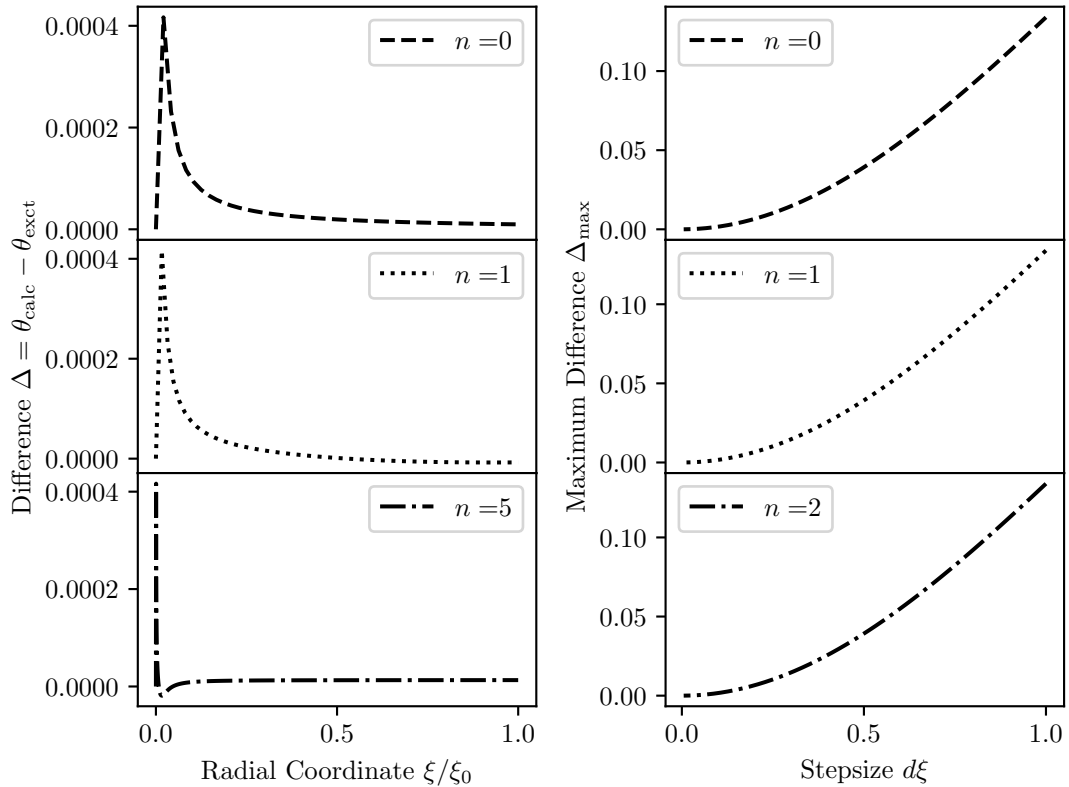 Difference Δ = θcalc − θexct
0.0004
0.0002
0.0000
n =0
0.0004
0.0002
0.0000
n =1
0.0004
0.0002
0.0000
n =5
0.0
0.5
1.0
Radial Coordinate ξ/ξ0
Maximum Difference Δmax
0.10
0.05
0.00
n =0
0.10
0.05
0.00
n =1
0.10
0.05
0.00
n =2
0.0
0.5
1.0
Stepsize dξ